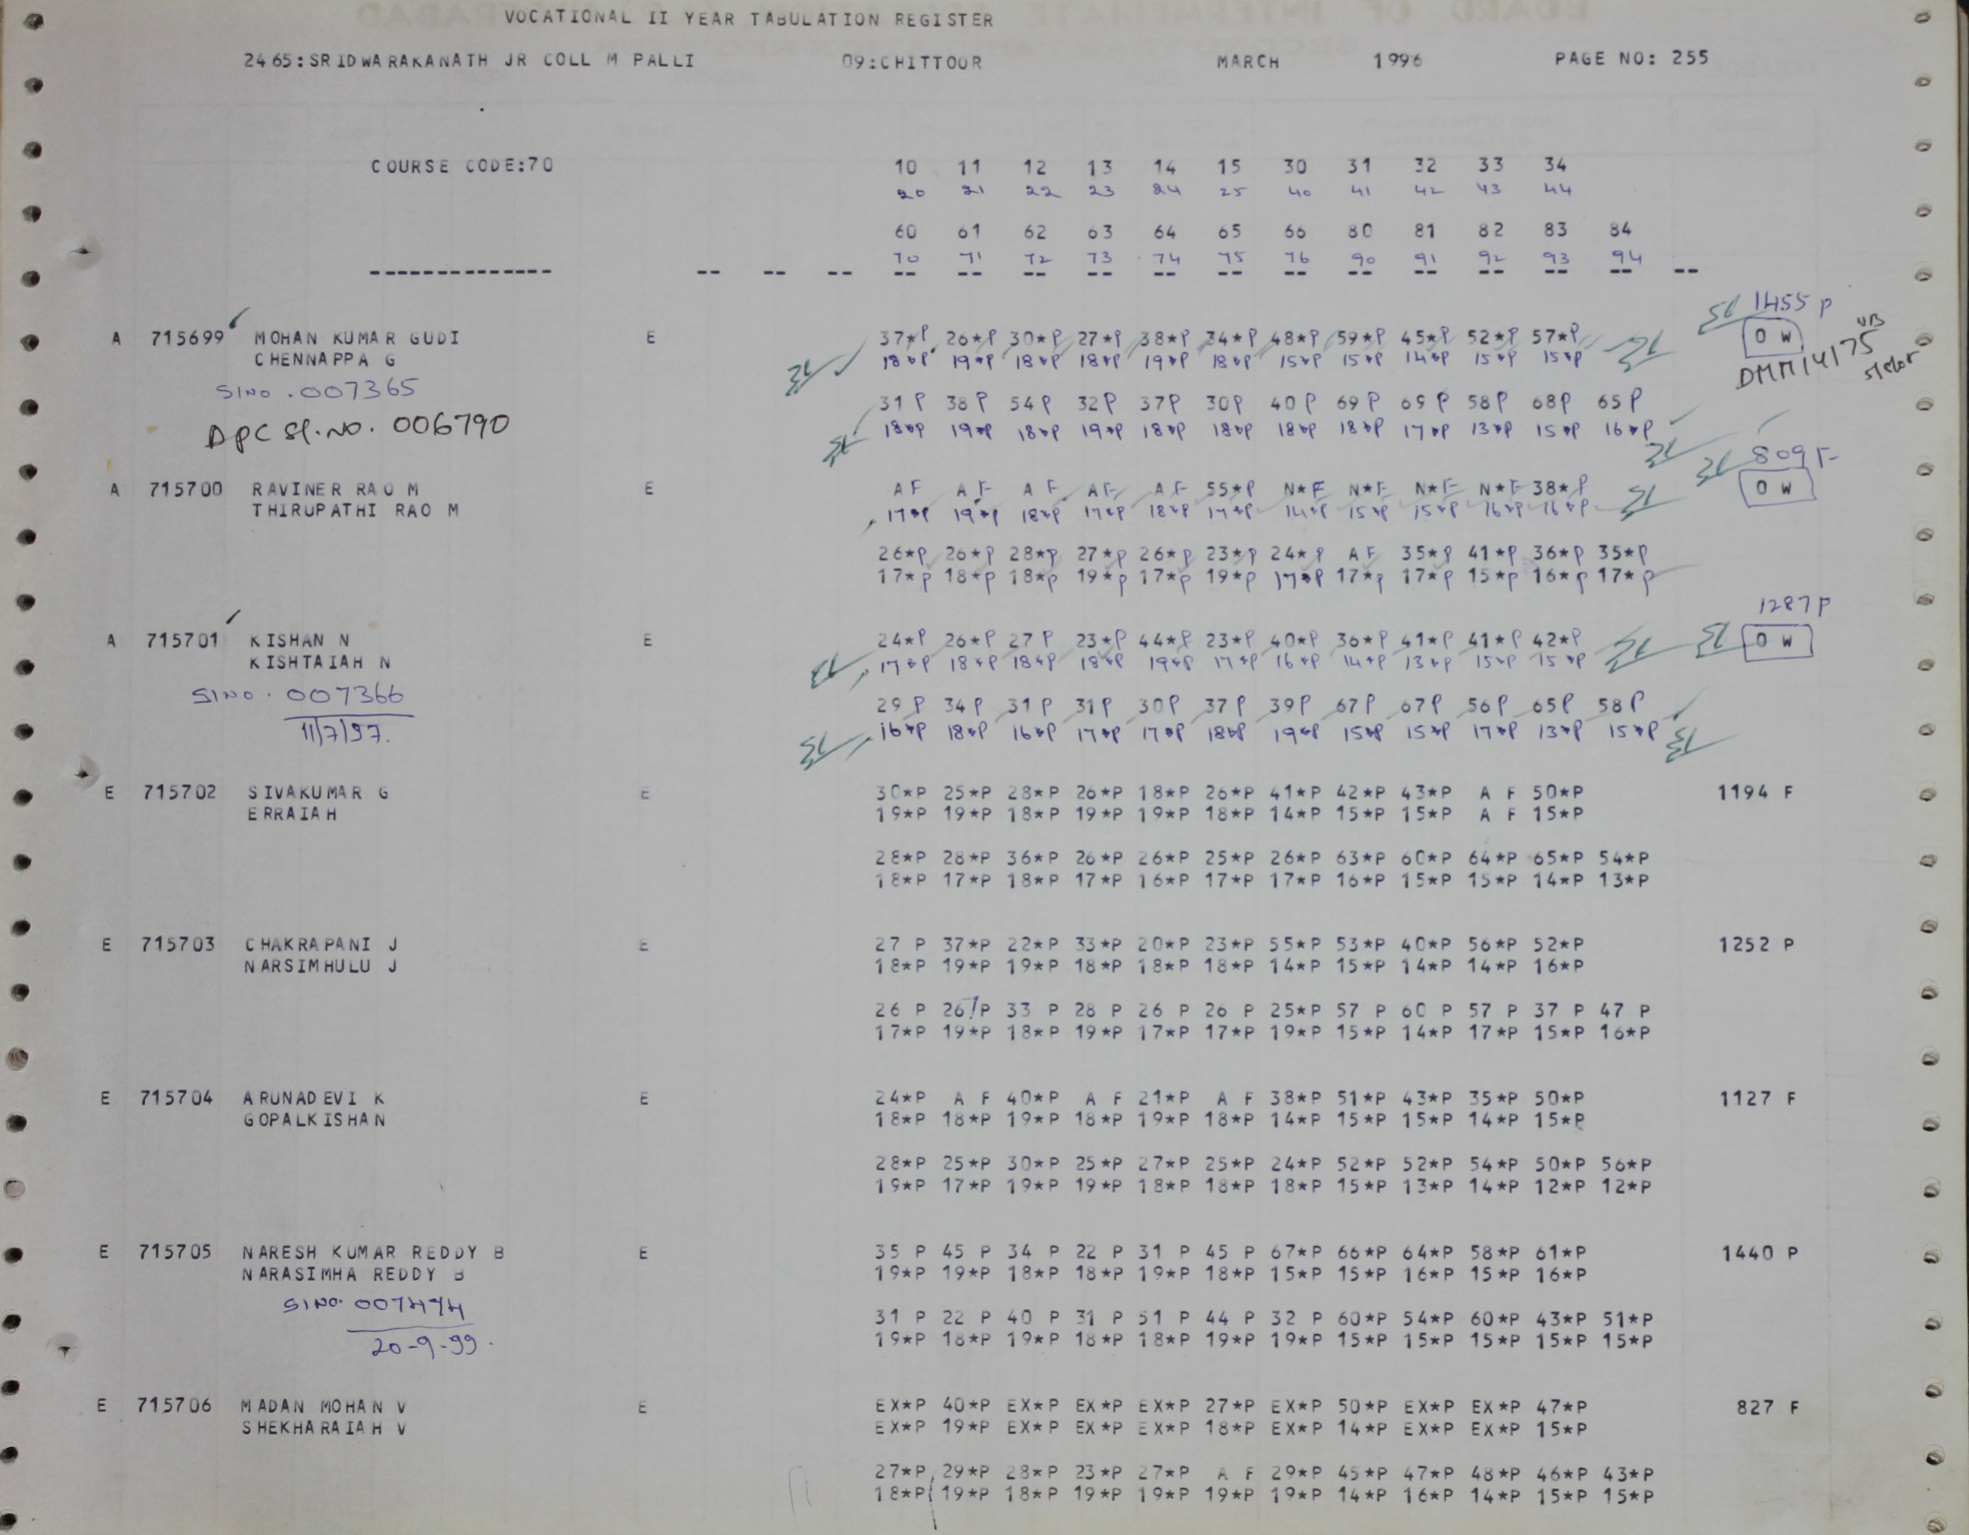 VOCATIONAL II YEAR TABULATION REGISTER
2465:SRIDWARAKANATH JR COLL M PALLI 09:CHITTOOR MARCH 1996 PAGE NO: 255
COURSE CODE:70 10 11 12 13 14 15 30 31 32 33 34
20 21 22 23 24 25 40 41 42 43 44
60 61 62 63 64 65 66 80 81 82 83 84
70 71 72 73 74 75 76 90 91 92 93 94
-------------- -- -- -- -- -- -- -- -- -- -- -- -- -- -- -- --
1455 P
A 715699 MOHAN KUMAR GUDI E 37*P 26*P 30*P 27*P 38*P 34*P 48*P 59*P 45*P 52*P 57*P O W
CHENNAPPA G 18*P 19*P 18*P 18*P 19*P 18*P 15*P 15*P 14*P 15*P 15*P
SINO. 007365 31 P 38 P 54 P 32 P 37 P 30 P 40 P 69 P 69 P 58 P 68 P 65 P
DPC Sl.NO. 006790 18*P 19*P 18*P 19*P 18*P 18*P 18*P 18*P 17*P 13*P 15*P 16*P
809 F
A 715700 RAVINER RAO M E A F A F A F A F A F 55*P N*F N*F N*F N*F 38*P O W
THIRUPATHI RAO M 17*P 19*P 18*P 17*P 18*P 17*P 14*P 15*P 15*P 16*P 16*P
26*P 26*P 28*P 27*P 26*P 23*P 24*P A F 35*P 41*P 36*P 35*P
17*P 18*P 18*P 19*P 17*P 19*P 17*P 17*P 17*P 15*P 16*P 17*P
1287 P
A 715701 KISHAN N E 24*P 26*P 27 P 23*P 44*P 23*P 40*P 36*P 41*P 41*P 42*P O W
KISHTAIAH N 17*P 18*P 18*P 18*P 19*P 17*P 16*P 14*P 13*P 15*P 15*P
SINO. 007366 29 P 34 P 31 P 31 P 30 P 37 P 39 P 67 P 67 P 56 P 65 P 58 P
11/7/97. 16*P 18*P 16*P 17*P 17*P 18*P 19*P 15*P 15*P 17*P 13*P 15*P
E 715702 SIVAKUMAR G E 30*P 25*P 28*P 26*P 18*P 26*P 41*P 42*P 43*P A F 50*P 1194 F
ERRAIAH 19*P 19*P 18*P 19*P 19*P 18*P 14*P 15*P 15*P A F 15*P
28*P 28*P 36*P 26*P 26*P 25*P 26*P 63*P 60*P 64*P 65*P 54*P
18*P 17*P 18*P 17*P 16*P 17*P 17*P 16*P 15*P 15*P 14*P 13*P
E 715703 CHAKRAPANI J E 27 P 37*P 22*P 33*P 20*P 23*P 55*P 53*P 40*P 56*P 52*P 1252 P
NARSIMHULU J 18*P 19*P 19*P 18*P 18*P 18*P 14*P 15*P 14*P 14*P 16*P
26 P 26 P 33 P 28 P 26 P 26 P 25*P 57 P 60 P 57 P 37 P 47 P
17*P 19*P 18*P 19*P 17*P 17*P 19*P 15*P 14*P 17*P 15*P 16*P
E 715704 ARUNADEVI K E 24*P A F 40*P A F 21*P A F 38*P 51*P 43*P 35*P 50*P 1127 F
GOPALKISHAN 18*P 18*P 19*P 18*P 19*P 18*P 14*P 15*P 15*P 14*P 15*P
28*P 25*P 30*P 25*P 27*P 25*P 24*P 52*P 52*P 54*P 50*P 56*P
19*P 17*P 19*P 19*P 18*P 18*P 18*P 15*P 13*P 14*P 12*P 12*P
E 715705 NARESH KUMAR REDDY B E 35 P 45 P 34 P 22 P 31 P 45 P 67*P 66*P 64*P 58*P 61*P 1440 P
NARASIMHA REDDY B 19*P 19*P 18*P 18*P 19*P 18*P 15*P 15*P 16*P 15*P 16*P
SINO. 007474 31 P 22 P 40 P 31 P 51 P 44 P 32 P 60*P 54*P 60*P 43*P 51*P
20-9-99. 19*P 18*P 19*P 18*P 18*P 19*P 19*P 15*P 15*P 15*P 15*P 15*P
E 715706 MADAN MOHAN V E EX*P 40*P EX*P EX*P EX*P 27*P EX*P 50*P EX*P EX*P 47*P 827 F
SHEKHARAIAH V EX*P 19*P EX*P EX*P EX*P 18*P EX*P 14*P EX*P EX*P 15*P
27*P 29*P 28*P 23*P 27*P A F 29*P 45*P 47*P 48*P 46*P 43*P
18*P 19*P 18*P 19*P 19*P 19*P 19*P 14*P 16*P 14*P 15*P 15*P